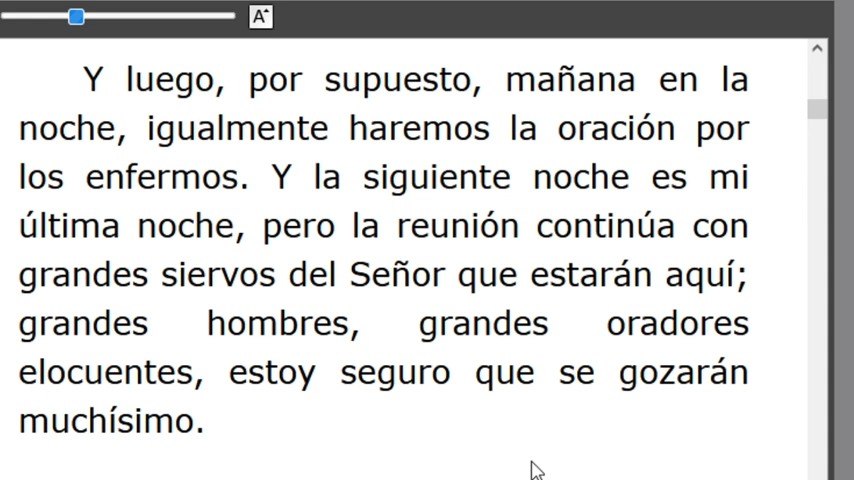 A
Y luego, por supuesto, mañana en la
noche, igualmente haremos la oración por
los enfermos. Y la siguiente noche es mi
última noche, pero la reunión continúa con
grandes siervos del Señor que estarán aquí;
grandes hombres, grandes oradores
elocuentes, estoy seguro que se gozarán
muchísimo.